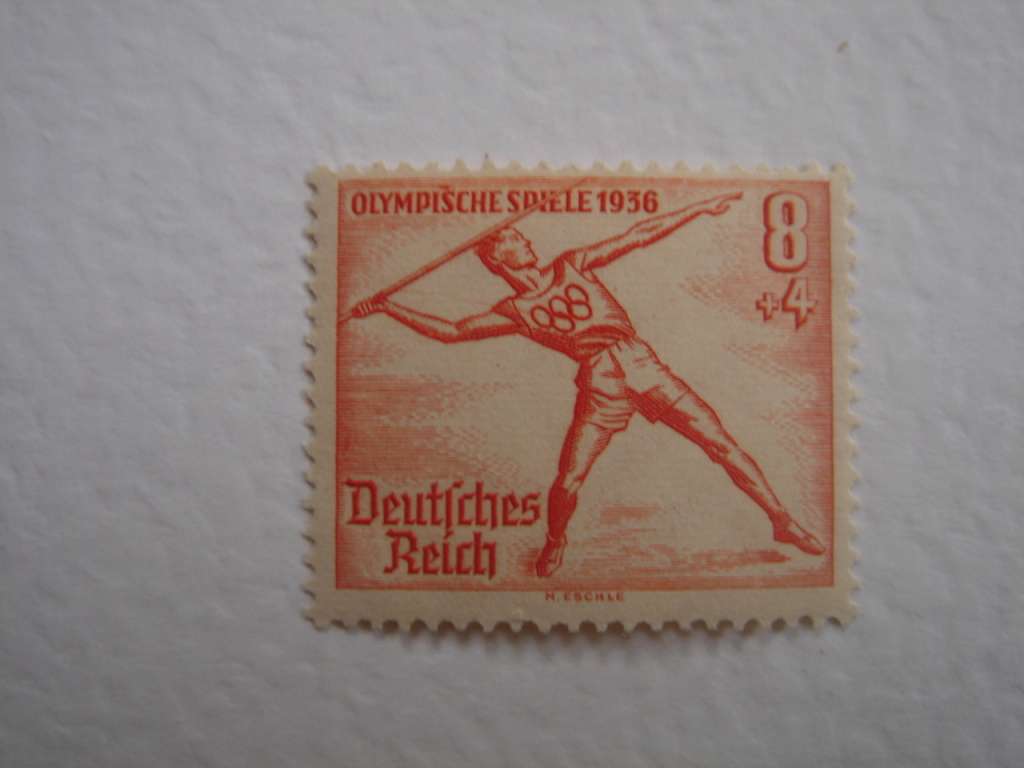 OLYMPISCHE SPIELE 1936
8
+4
Deutsches
Reich
M. ESCHLE